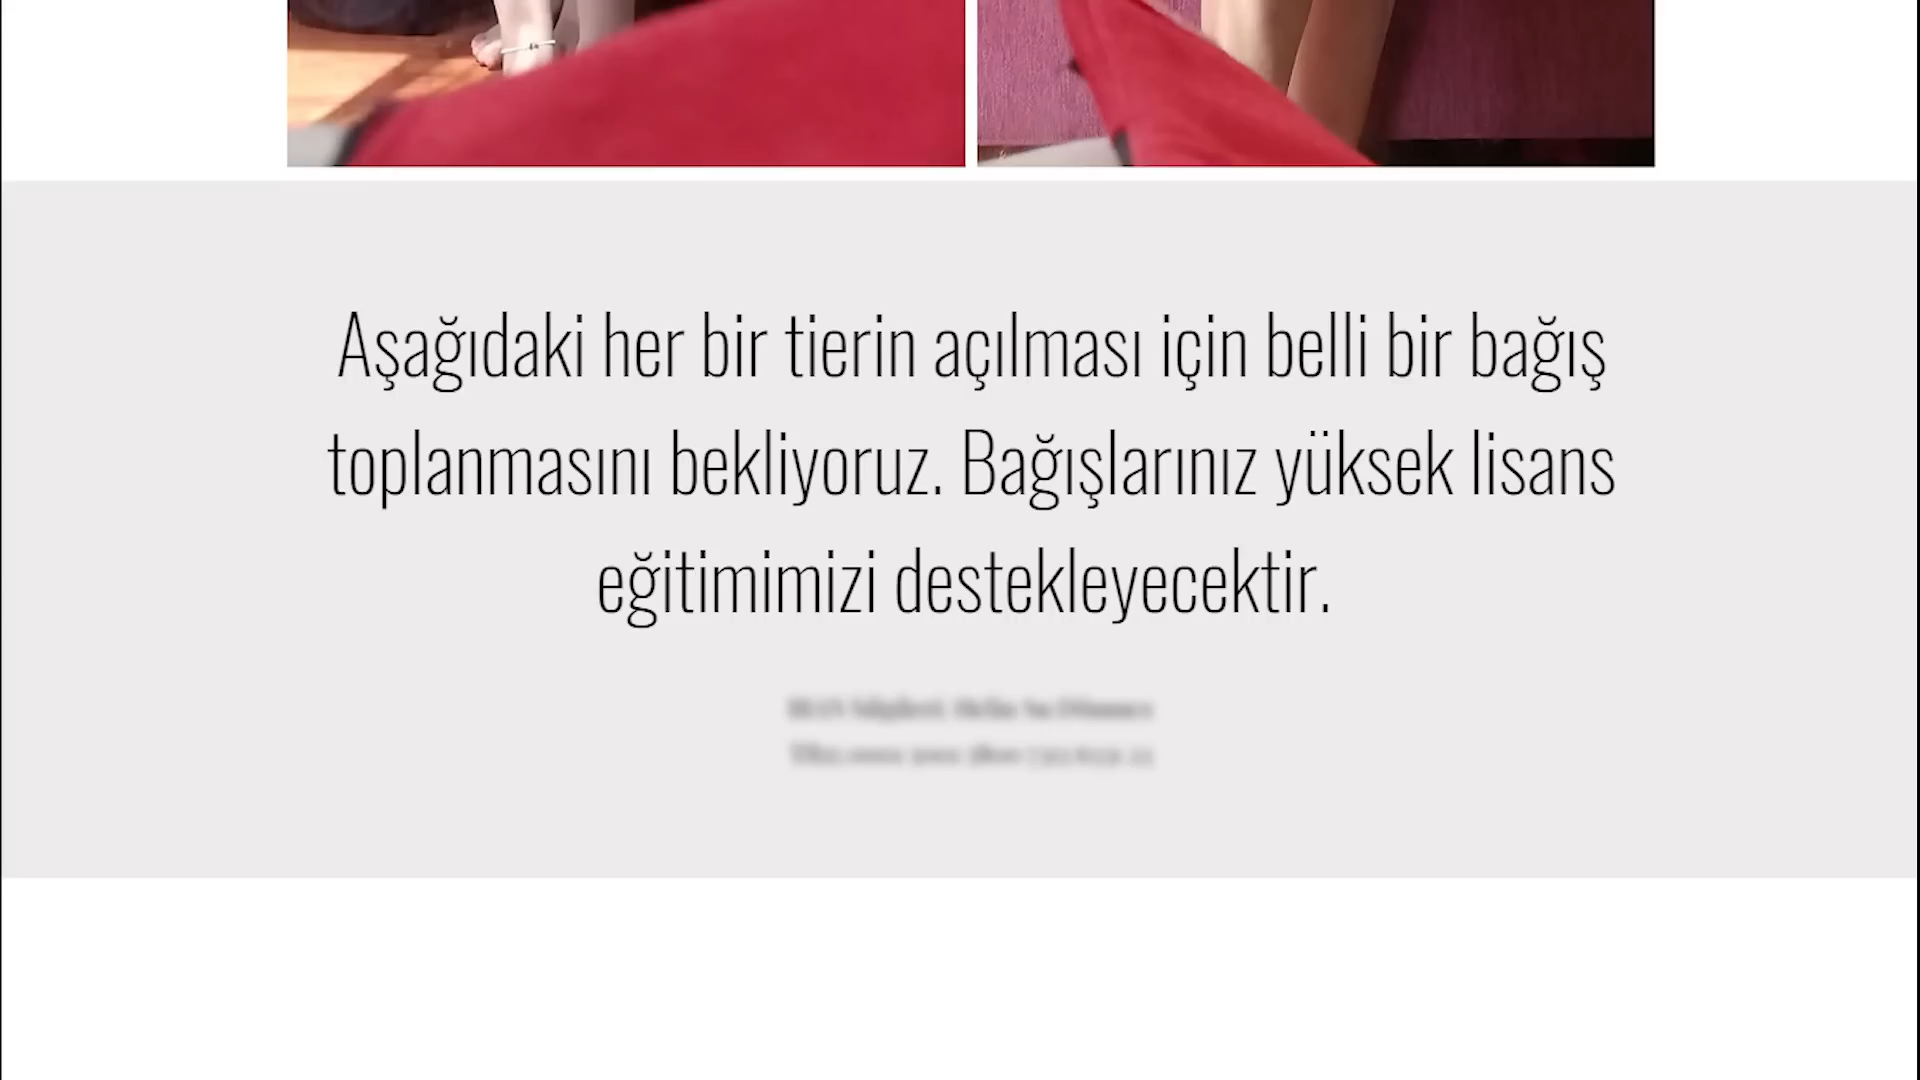 Aşağıdaki her bir tierin açılması için belli bir bağış
toplanmasını bekliyoruz. Bağışlarınız yüksek lisans
eğitimimizi destekleyecektir.